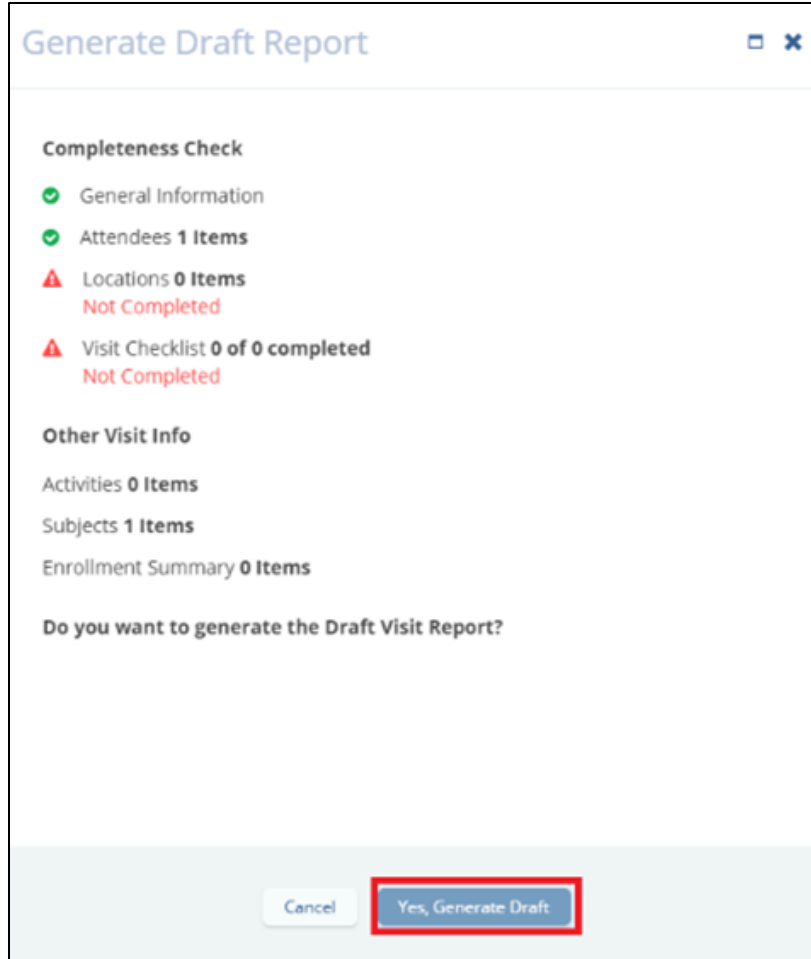 Generate Draft Report
Completeness Check
General Information
Attendees 1 Items
Locations 0 Items
Not Completed
Visit Checklist 0 of 0 completed
Not Completed
Other Visit Info
Activities 0 Items
Subjects 1 Items
Enrollment Summary 0 Items
Do you want to generate the Draft Visit Report?
Cancel
Yes, Generate Draft